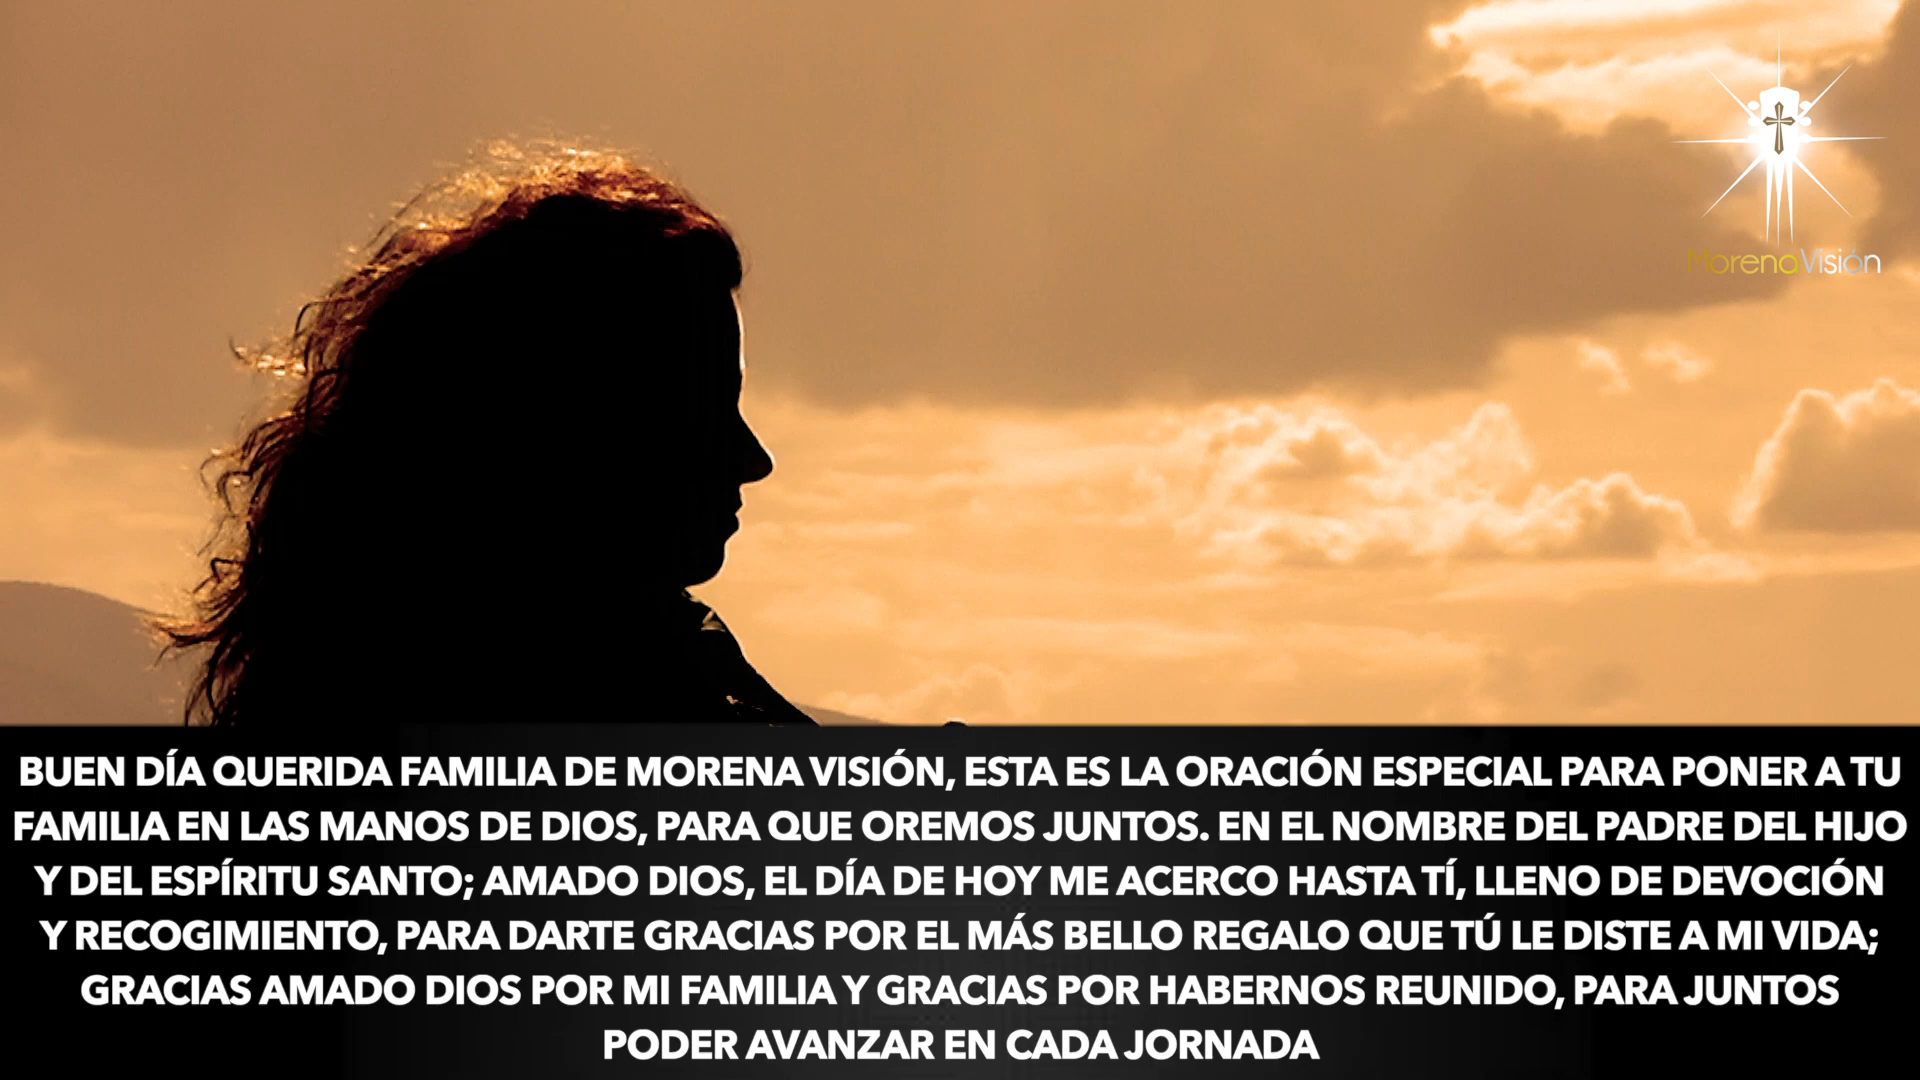 MorenaVisión
BUEN DÍA QUERIDA FAMILIA DE MORENA VISIÓN, ESTA ES LA ORACIÓN ESPECIAL PARA PONER A TU
FAMILIA EN LAS MANOS DE DIOS, PARA QUE OREMOS JUNTOS. EN EL NOMBRE DEL PADRE DEL HIJO
Y DEL ESPÍRITU SANTO; AMADO DIOS, EL DÍA DE HOY ME ACERCO HASTA TÍ, LLENO DE DEVOCIÓN
Y RECOGIMIENTO, PARA DARTE GRACIAS POR EL MÁS BELLO REGALO QUE TÚ LE DISTE A MI VIDA;
GRACIAS AMADO DIOS POR MI FAMILIA Y GRACIAS POR HABERNOS REUNIDO, PARA JUNTOS
PODER AVANZAR EN CADA JORNADA